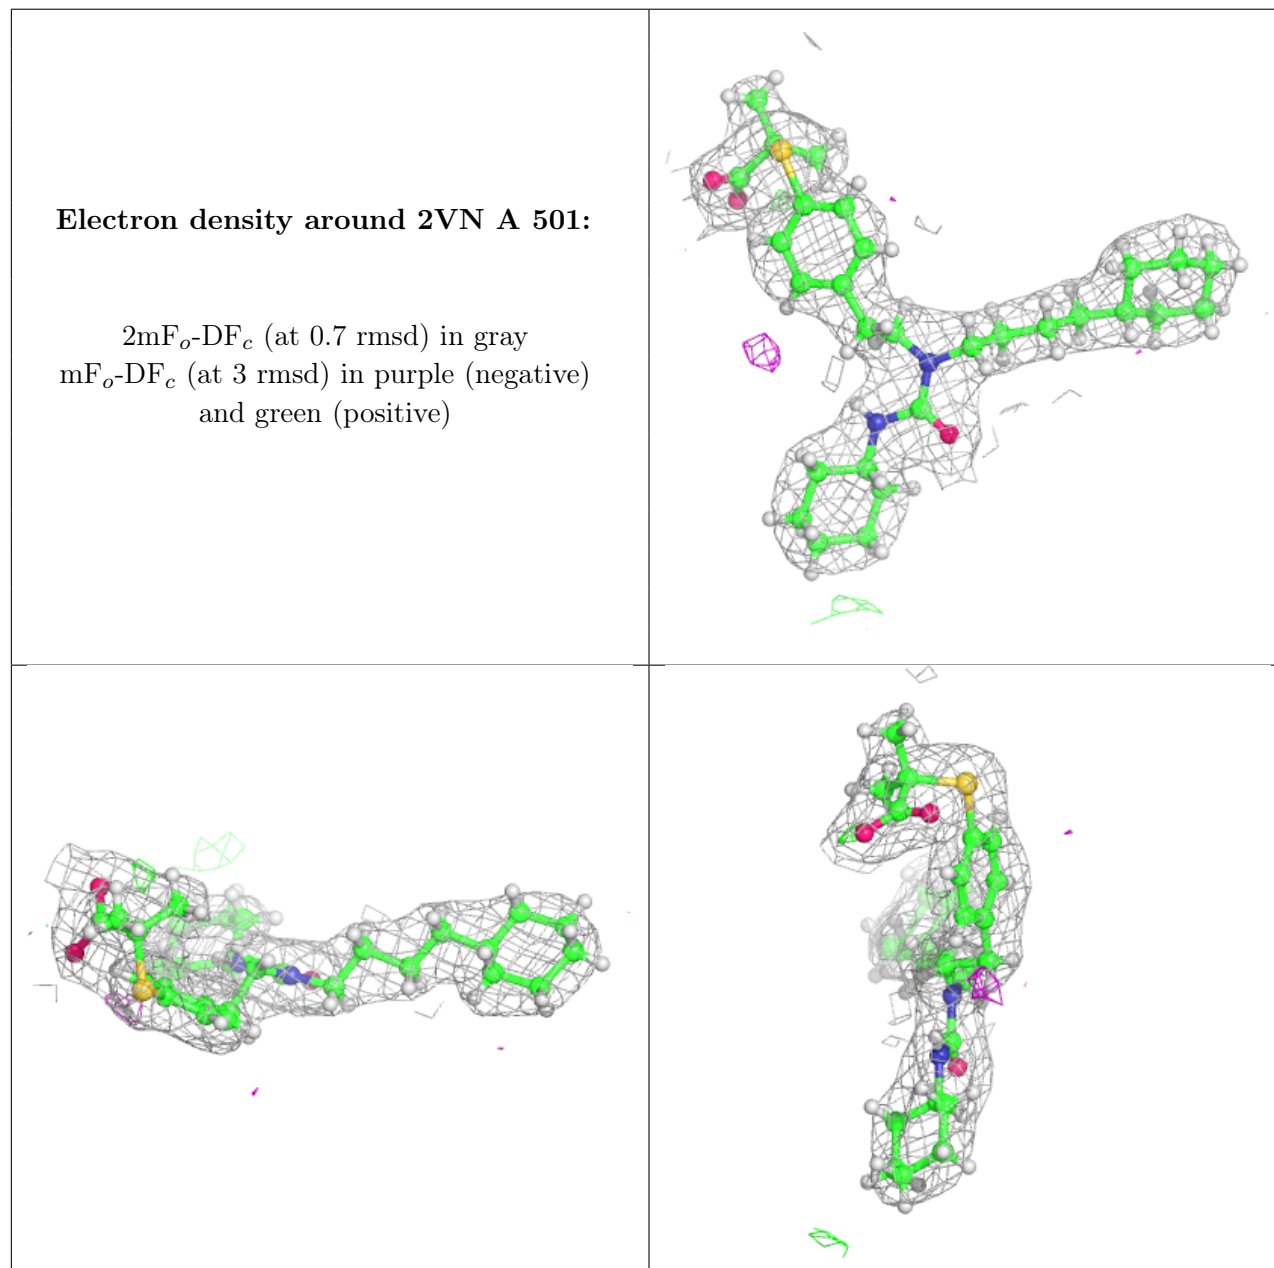 Electron density around 2VN A 501:
2mFₒ-DF𝒸 (at 0.7 rmsd) in gray
mFₒ-DF𝒸 (at 3 rmsd) in purple (negative)
and green (positive)